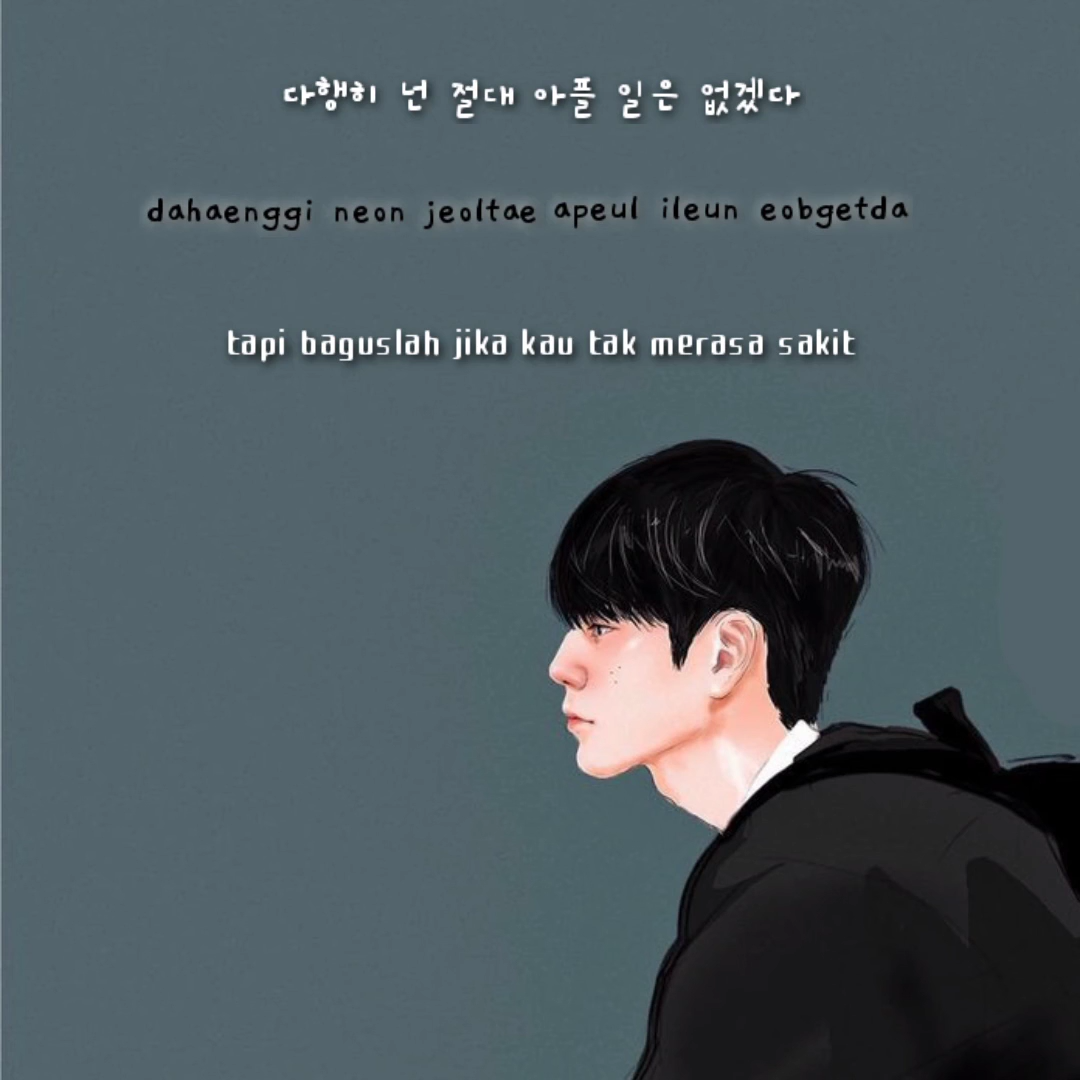 다행히 넌 절대 아플 일은 없겠다
dahaenggi neon jeoltae apeul ileun eobgetda
tapi baguslah jika kau tak merasa sakit